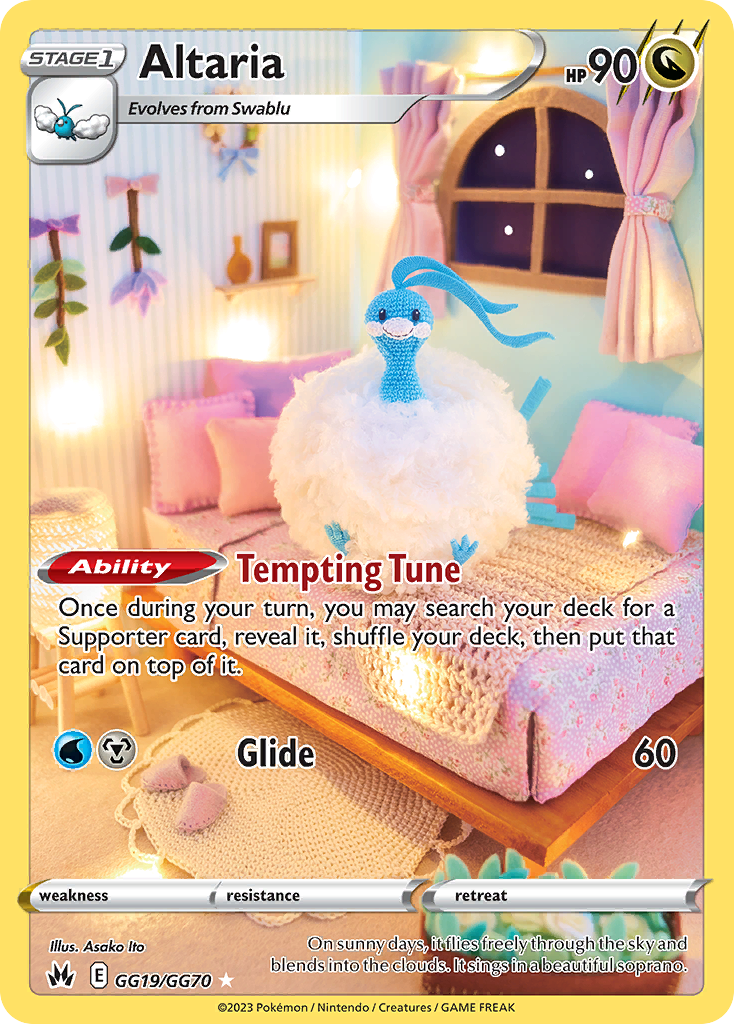 STAGE1
Altaria
HP90
Evolves from Swablu
Ability
Tempting Tune
Once during your turn, you may search your deck for a
Supporter card, reveal it, shuffle your deck, then put that
card on top of it.
Glide 60
weakness resistance retreat
Illus. Asako Ito
On sunny days, it flies freely through the sky and
blends into the clouds. It sings in a beautiful soprano.
E GG19/GG70
©2023 Pokémon / Nintendo / Creatures / GAME FREAK